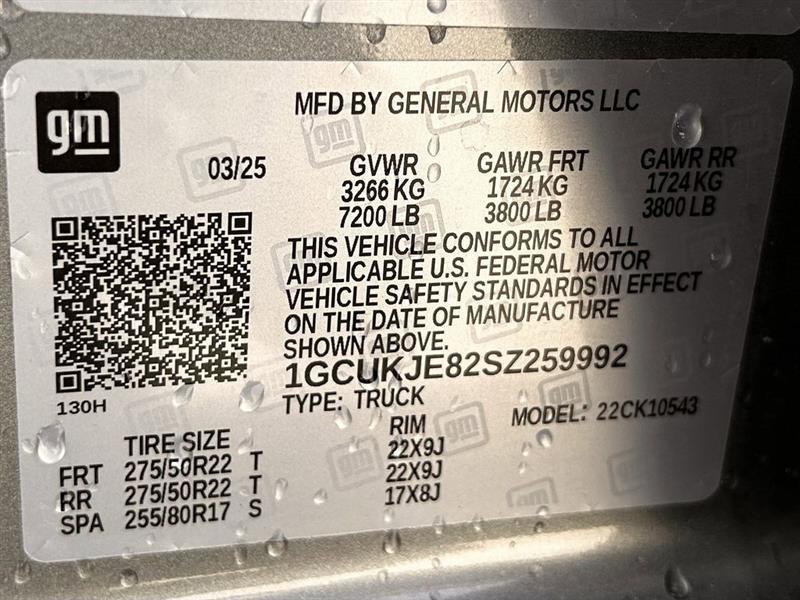 gm
MFD BY GENERAL MOTORS LLC
03/25 GVWR GAWR FRT GAWR RR
3266 KG 1724 KG 1724 KG
7200 LB 3800 LB 3800 LB
THIS VEHICLE CONFORMS TO ALL
APPLICABLE U.S. FEDERAL MOTOR
VEHICLE SAFETY STANDARDS IN EFFECT
ON THE DATE OF MANUFACTURE
SHOWN ABOVE.
1GCUKJE82SZ259992
130H
TYPE: TRUCK MODEL: 22CK10543
TIRE SIZE RIM
FRT 275/50R22 T 22X9J
RR 275/50R22 T 22X9J
SPA 255/80R17 S 17X8J